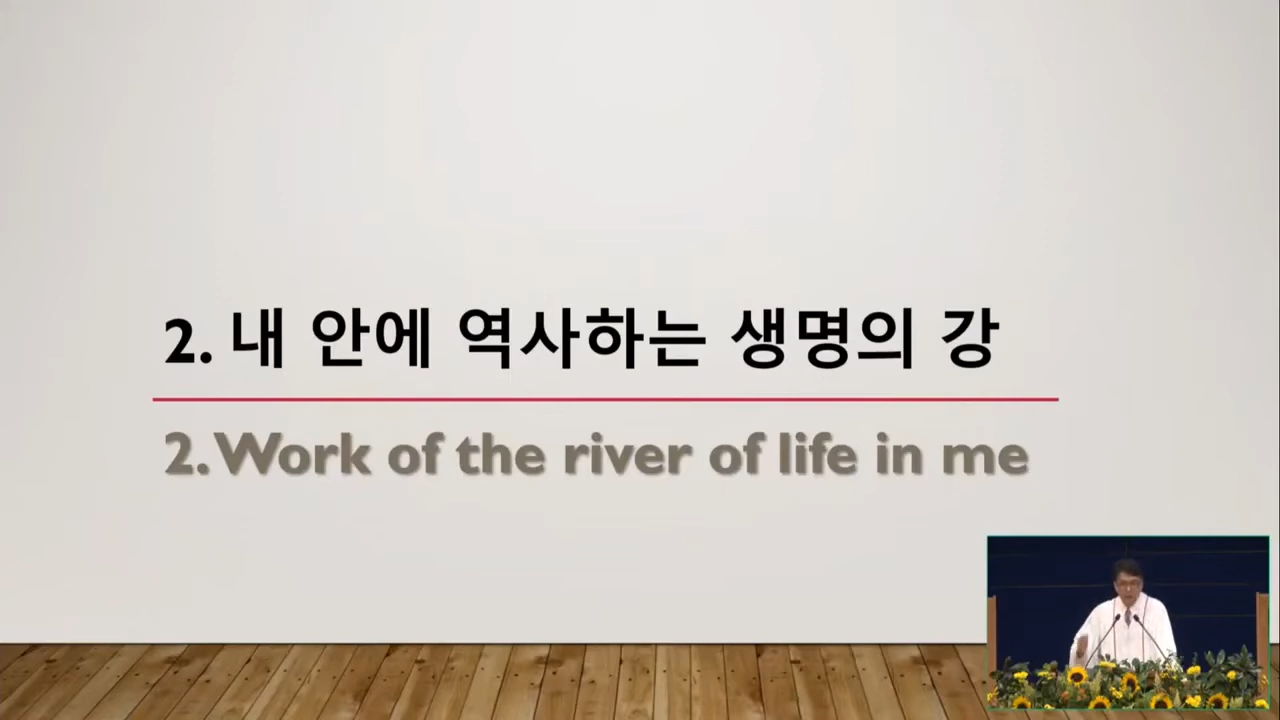 2. 내 안에 역사하는 생명의 강
2. Work of the river of life in me